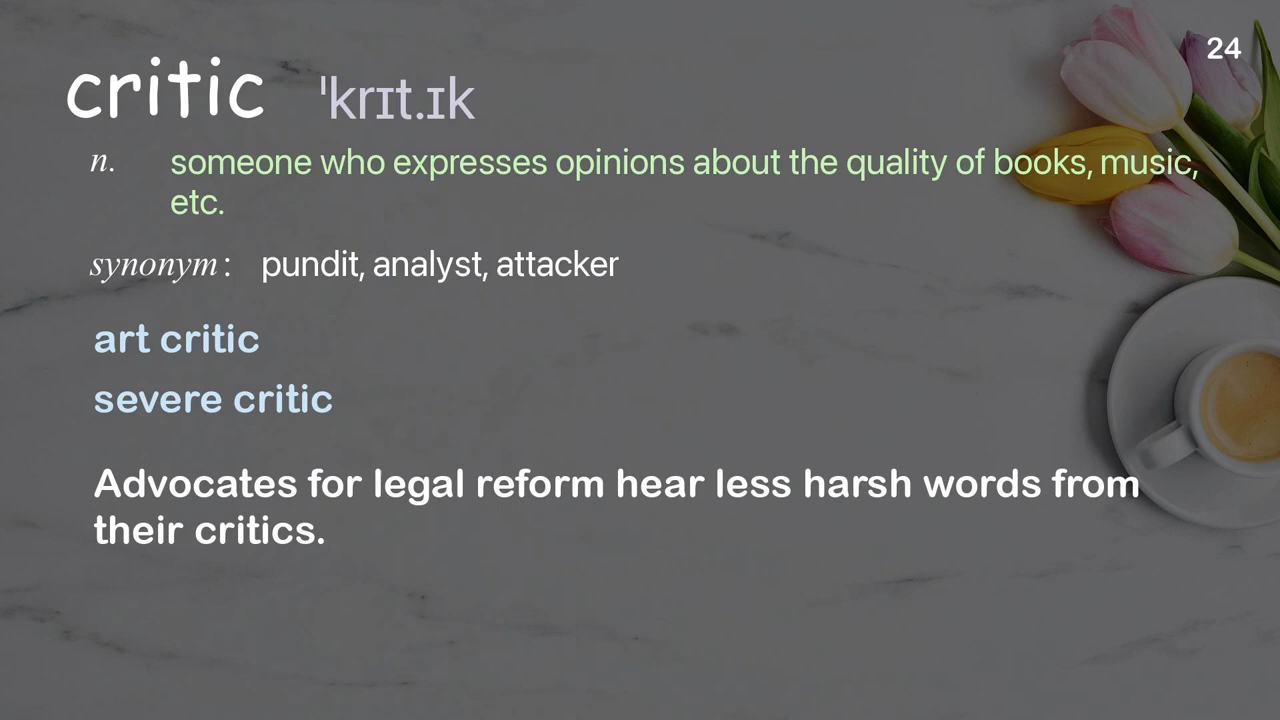 24
critic ˈkrɪt.ɪk
n. someone who expresses opinions about the quality of books, music,
etc.
synonym: pundit, analyst, attacker
art critic
severe critic
Advocates for legal reform hear less harsh words from
their critics.